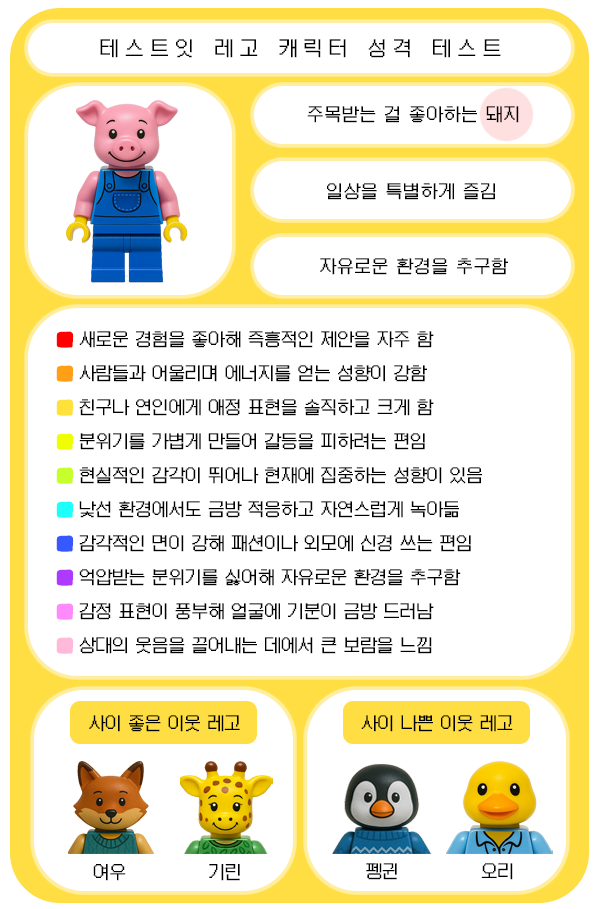 테스트잇 레고 캐릭터 성격 테스트
주목받는 걸 좋아하는 돼지
일상을 특별하게 즐김
자유로운 환경을 추구함
새로운 경험을 좋아해 즉흥적인 제안을 자주 함
사람들과 어울리며 에너지를 얻는 성향이 강함
친구나 연인에게 애정 표현을 솔직하고 크게 함
분위기를 가볍게 만들어 갈등을 피하려는 편임
현실적인 감각이 뛰어나 현재에 집중하는 성향이 있음
낯선 환경에서도 금방 적응하고 자연스럽게 녹아듦
감각적인 면이 강해 패션이나 외모에 신경 쓰는 편임
억압받는 분위기를 싫어해 자유로운 환경을 추구함
감정 표현이 풍부해 얼굴에 기분이 금방 드러남
상대의 웃음을 끌어내는 데에서 큰 보람을 느낌
사이 좋은 이웃 레고
여우
기린
사이 나쁜 이웃 레고
펭귄
오리